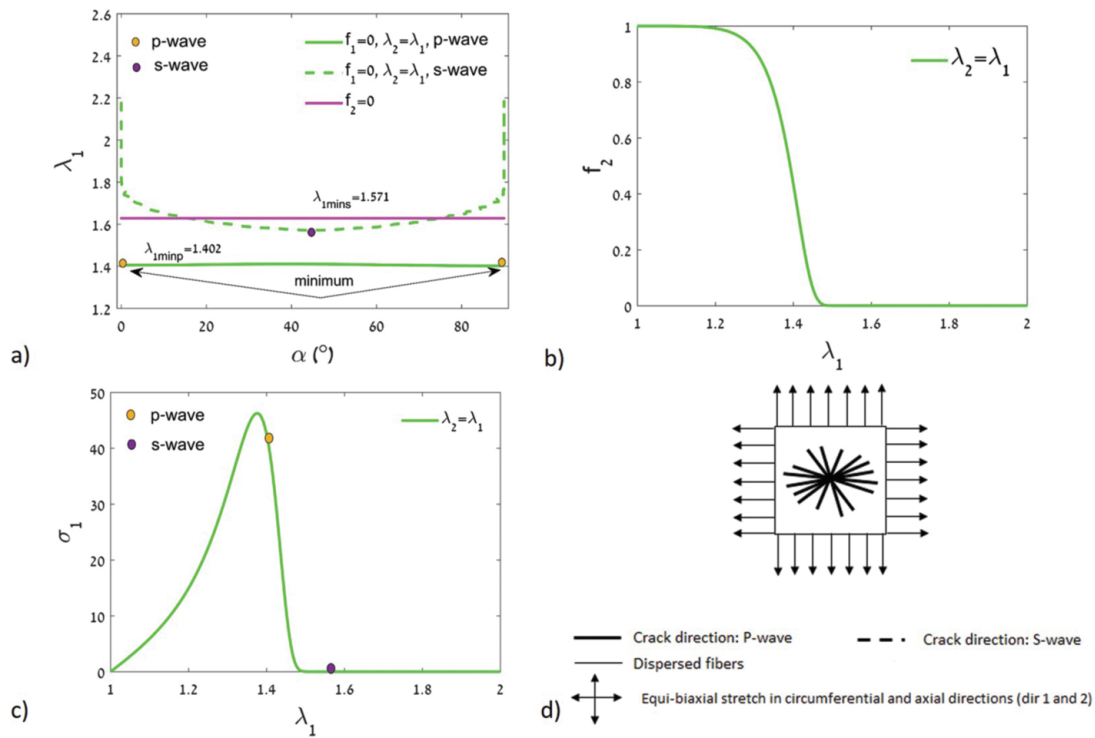 2.6
2.4
2.2
2
1.8
1.6
1.4
1.2
λ₁
p-wave
s-wave
f₁=0, λ₂=λ₁, p-wave
f₁=0, λ₂=λ₁, s-wave
f₂=0
λ₁mins=1.571
λ₁minp=1.402
minimum
0 20 40 60 80
α (°)
a)
1
0.8
0.6
0.4
0.2
0
f₂
λ₂=λ₁
1 1.2 1.4 1.6 1.8 2
λ₁
b)
50
40
30
20
10
0
σ₁
p-wave
s-wave
λ₂=λ₁
1 1.2 1.4 1.6 1.8 2
λ₁
c)
Crack direction: P-wave
Crack direction: S-wave
Dispersed fibers
Equi-biaxial stretch in circumferential and axial directions (dir 1 and 2)
d)